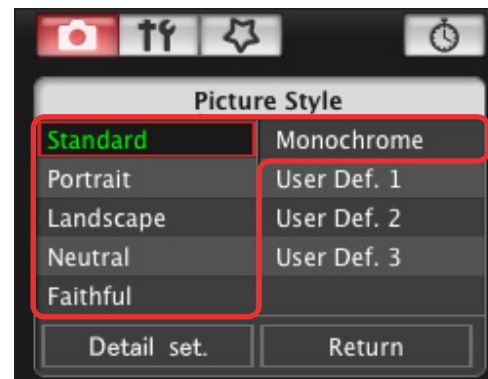 Picture Style
Standard
Monochrome
Portrait
User Def. 1
Landscape
User Def. 2
Neutral
User Def. 3
Faithful
Detail set.
Return